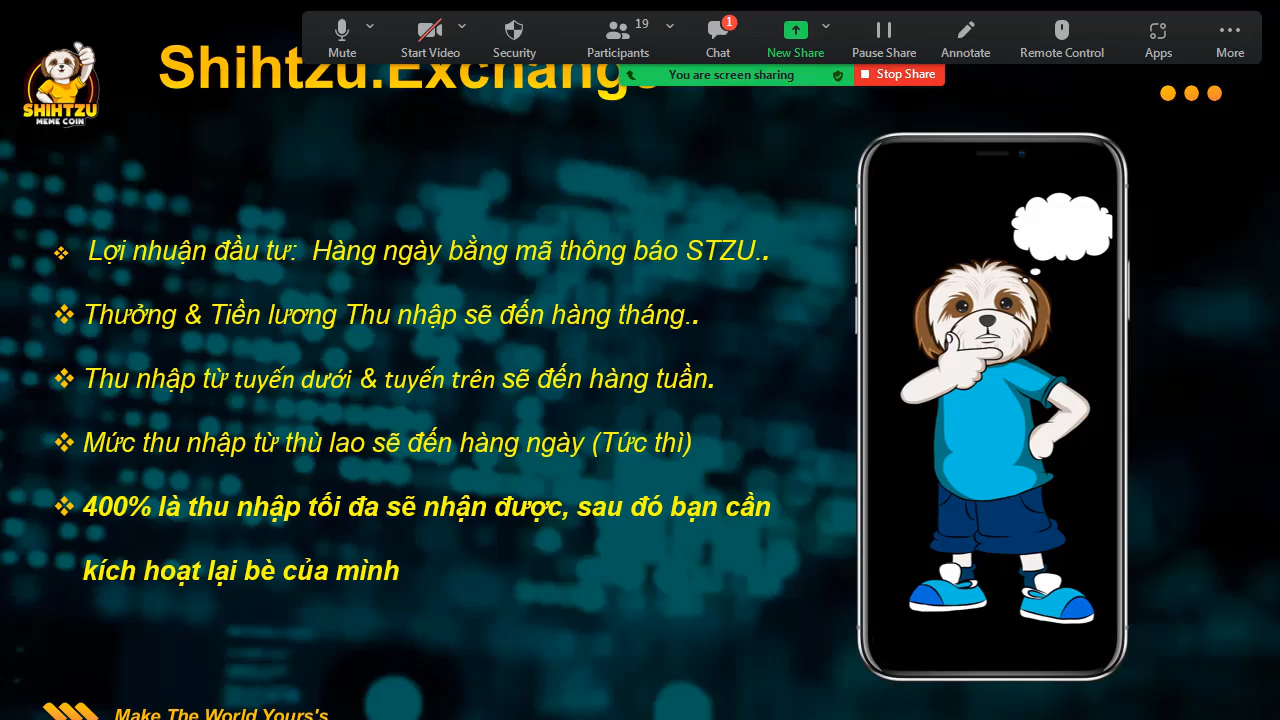 Mute
Start Video
Security
Participants
19
Chat
1
New Share
Pause Share
Annotate
Remote Control
Apps
More
You are screen sharing
Stop Share
Shihtzu.Exchange
SHIHTZU
MEME COIN
❖ Lợi nhuận đầu tư: Hàng ngày bằng mã thông báo STZU..
❖ Thưởng & Tiền lương Thu nhập sẽ đến hàng tháng..
❖ Thu nhập từ tuyến dưới & tuyến trên sẽ đến hàng tuần.
❖ Mức thu nhập từ thù lao sẽ đến hàng ngày (Tức thì)
❖ 400% là thu nhập tối đa sẽ nhận được, sau đó bạn cần
kích hoạt lại bè của mình
Make The World Yours's